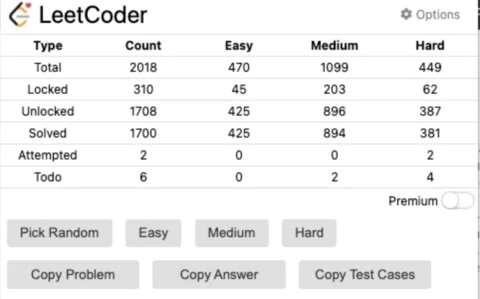 LeetCoder Options
Type Count Easy Medium Hard
Total 2018 470 1099 449
Locked 310 45 203 62
Unlocked 1708 425 896 387
Solved 1700 425 894 381
Attempted 2 0 0 2
Todo 6 0 2 4
Premium
Pick Random Easy Medium Hard
Copy Problem Copy Answer Copy Test Cases